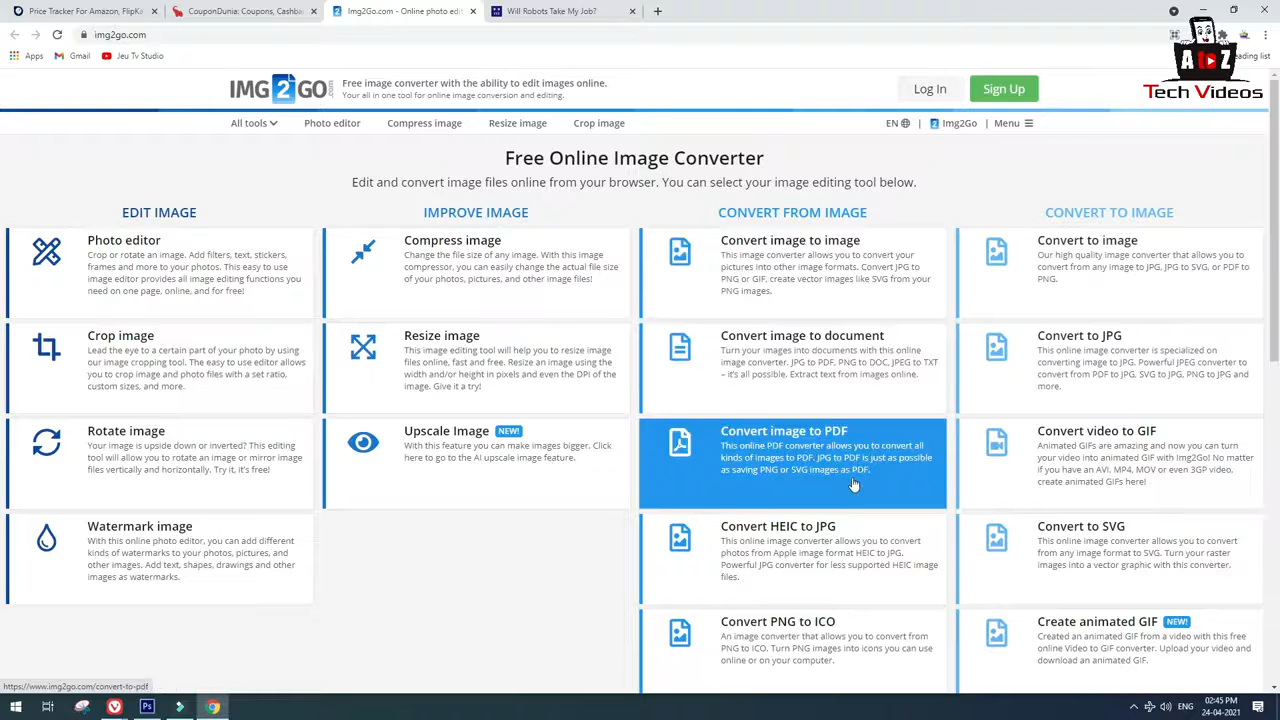 Price Tracker For Amazon, FlipKa
CouponDunia: Coupons, Cashba
Img2Go.com - Online photo edit
Will Robots Take My Job?
img2go.com
Apps
Gmail
Jeu Tv Studio
eading list
AtoZ
Tech Videos
IMG2GO.com
Free image converter with the ability to edit images online.
Your all in one tool for online image conversion and editing.
Log In
Sign Up
All tools
Photo editor
Compress image
Resize image
Crop image
EN
|
Img2Go
|
Menu
Free Online Image Converter
Edit and convert image files online from your browser. You can select your image editing tool below.
EDIT IMAGE
Photo editor
Crop or rotate an image. Add filters, text, stickers,
frames and more to your photos. This easy to use
image editor provides all image editing functions you
need on one page, online, and for free!
Crop image
Lead the eye to a certain part of your photo by using
our image cropping tool. The easy to use editor allows
you to crop image and photo files with a set ratio,
custom sizes, and more.
Rotate image
Your image is upside down or inverted? This editing
tool will allow you to rotate an image or mirror image
files vertically and horizontally. Try it, it's free!
Watermark image
With this online photo editor, you can add different
kinds of watermarks to your photos, pictures, and
other images. Add text, shapes, drawings and other
images as watermarks.
IMPROVE IMAGE
Compress image
Change the file size of any image. With this image
compressor, you can easily change the actual file size
of your photos, pictures, and other image files!
Resize image
This image editing tool will help you to resize image
files online, fast and free. Resize an image using the
width and/or height in pixels and even the DPI of the
image. Give it a try!
Upscale Image NEW!
With this feature you can make images bigger. Click
here to go to the AI upscale image feature.
CONVERT FROM IMAGE
Convert image to image
This image converter allows you to convert your
pictures into other image formats. Convert JPG to
PNG or GIF, create vector images like SVG from your
PNG images.
Convert image to document
Turn your images into documents with this online
image converter. JPG to PDF, PNG to DOC, JPEG to TXT
– it's all possible. Extract text from images online.
Convert image to PDF
This online PDF converter allows you to convert all
kinds of images to PDF. JPG to PDF is just as possible
as saving PNG or SVG images as PDF.
Convert HEIC to JPG
This online image converter allows you to convert
photos from Apple image format HEIC to JPG.
Powerful JPG converter for less supported HEIC image
files.
Convert PNG to ICO
An image converter that allows you to convert from
PNG to ICO. Turn PNG images into icons you can use
online or on your computer.
CONVERT TO IMAGE
Convert to image
Our high quality image converter that allows you
convert from any image to JPG, JPG to SVG, or PDF to
PNG.
Convert to JPG
This online image converter is specialized on
converting image to JPG. Powerful JPEG converter to
convert from PDF to JPG, SVG to JPG, PNG to JPG and
more.
Convert video to GIF
Animated GIFs are amazing and now you can turn
your video into animated GIF with Img2Go! No matter
if you have an AVI, MP4, MOV or even 3GP video,
create animated GIFs here!
Convert to SVG
This online image converter allows you to convert
from any image format to SVG. Turn your raster
images into a vector graphic with this converter.
Create animated GIF NEW!
Created an animated GIF from a video with this free
online Video to GIF converter. Upload your video and
download an animated GIF.
https://www.img2go.com/convert-to-pdf
Ps
ENG
02:45 PM
24-04-2021